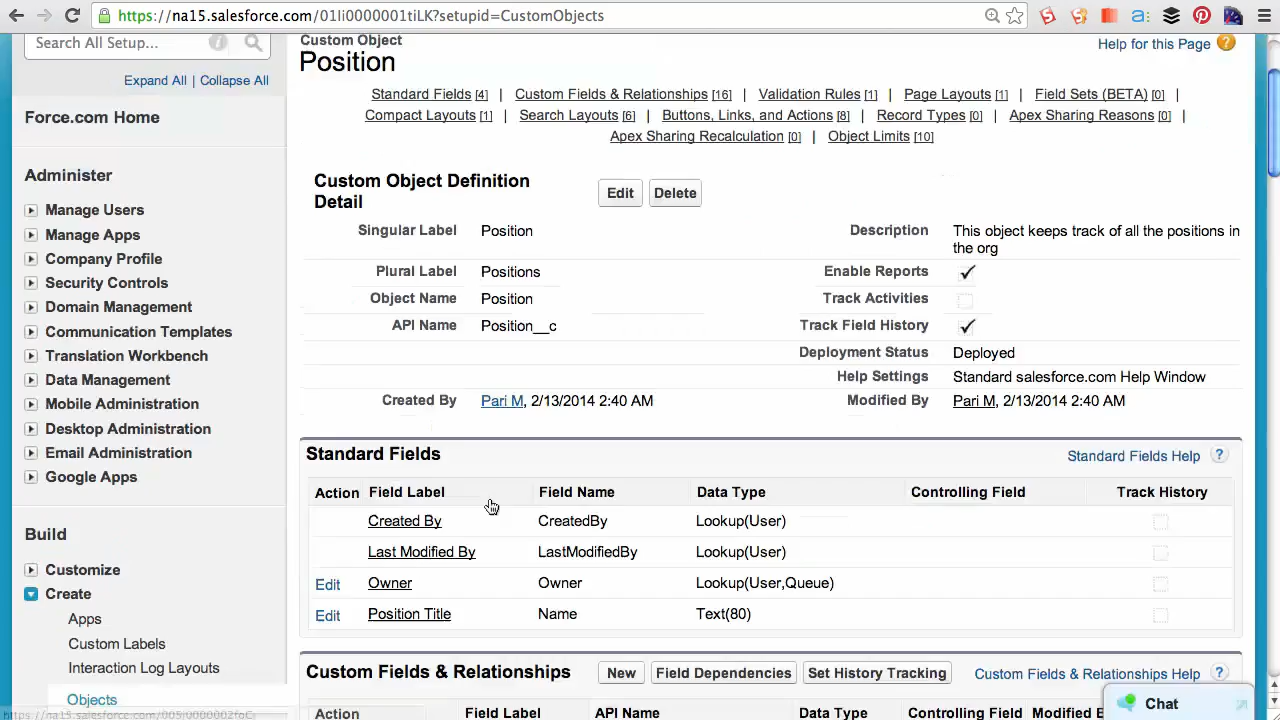 https://na15.salesforce.com/01Ii0000001tiLK?setupid=CustomObjects
Search All Setup...
Expand All | Collapse All
Force.com Home
Administer
Manage Users
Manage Apps
Company Profile
Security Controls
Domain Management
Communication Templates
Translation Workbench
Data Management
Mobile Administration
Desktop Administration
Email Administration
Google Apps
Build
Customize
Create
Apps
Custom Labels
Interaction Log Layouts
Objects
Custom Object
Position
Help for this Page ?
Standard Fields [4] | Custom Fields & Relationships [16] | Validation Rules [1] | Page Layouts [1] | Field Sets (BETA) [0] |
Compact Layouts [1] | Search Layouts [6] | Buttons, Links, and Actions [8] | Record Types [0] | Apex Sharing Reasons [0] |
Apex Sharing Recalculation [0] | Object Limits [10]
Custom Object Definition
Detail
Edit Delete
Singular Label Position Description This object keeps track of all the positions in
the org
Plural Label Positions Enable Reports ✓
Object Name Position Track Activities
API Name Position__c Track Field History ✓
Deployment Status Deployed
Help Settings Standard salesforce.com Help Window
Created By Pari M, 2/13/2014 2:40 AM Modified By Pari M, 2/13/2014 2:40 AM
Standard Fields Standard Fields Help ?
Action Field Label Field Name Data Type Controlling Field Track History
Created By CreatedBy Lookup(User)
Last Modified By LastModifiedBy Lookup(User)
Edit Owner Owner Lookup(User,Queue)
Edit Position Title Name Text(80)
Custom Fields & Relationships New Field Dependencies Set History Tracking Custom Fields & Relationships Help ?
Action Field Label API Name Data Type Controlling Field Modified B
Chat